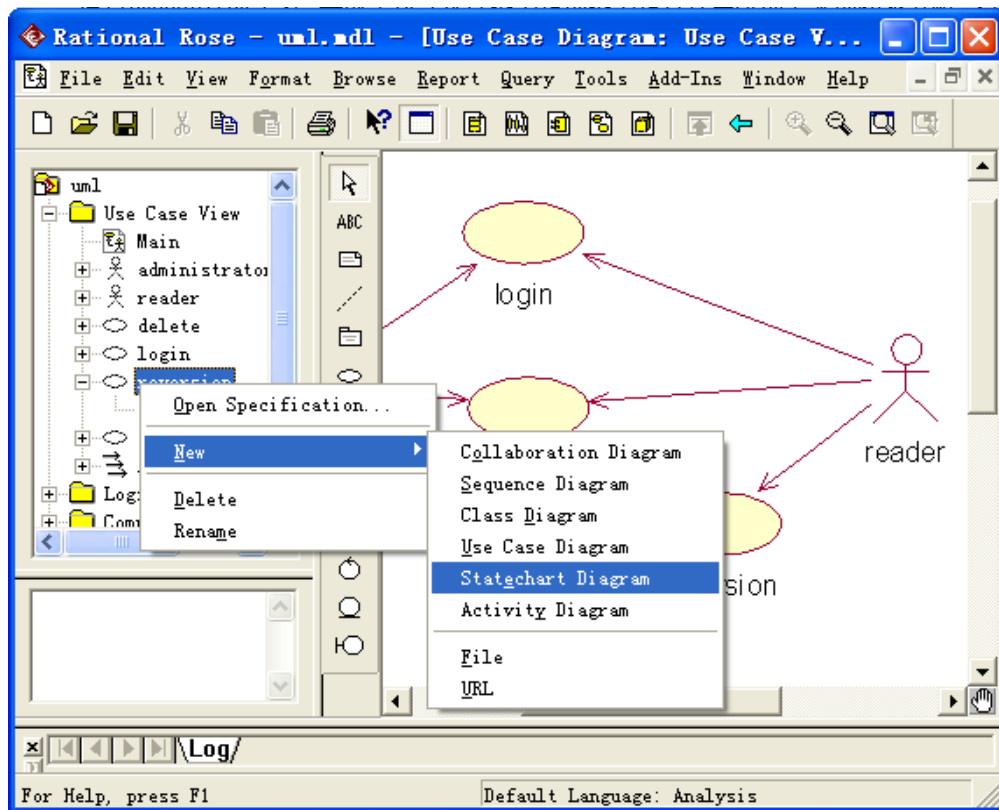 Rational Rose - uml.mdl - [Use Case Diagram: Use Case V...
File Edit View Format Browse Report Query Tools Add-Ins Window Help
uml
Use Case View
Main
administrator
reader
delete
login
reversion
Log
Com
ABC
login
reader
sion
Open Specification...
New
Delete
Rename
Collaboration Diagram
Sequence Diagram
Class Diagram
Use Case Diagram
Statechart Diagram
Activity Diagram
File
URL
Log
For Help, press F1
Default Language: Analysis